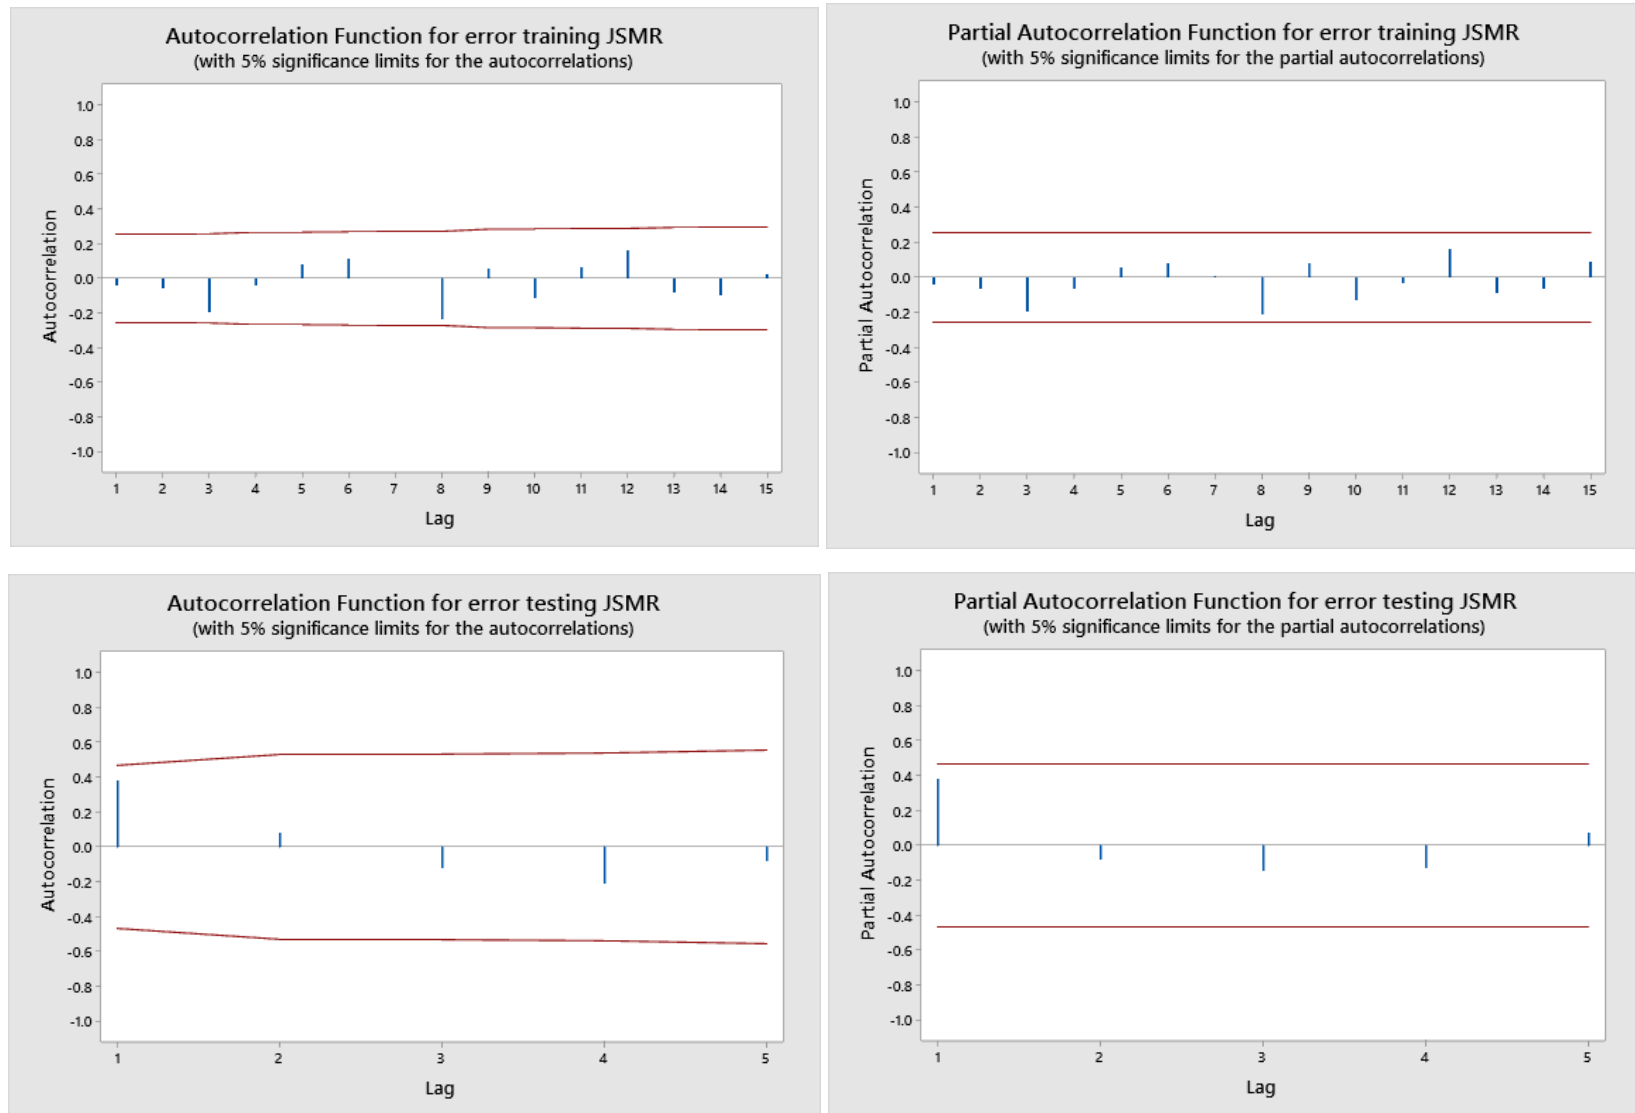 Autocorrelation Function for error training JSMR
(with 5% significance limits for the autocorrelations)
1.0
0.8
0.6
0.4
0.2
0.0
-0.2
-0.4
-0.6
-0.8
-1.0
Autocorrelation
1 2 3 4 5 6 7 8 9 10 11 12 13 14 15
Lag
Partial Autocorrelation Function for error training JSMR
(with 5% significance limits for the partial autocorrelations)
1.0
0.8
0.6
0.4
0.2
0.0
-0.2
-0.4
-0.6
-0.8
-1.0
Partial Autocorrelation
1 2 3 4 5 6 7 8 9 10 11 12 13 14 15
Lag
Autocorrelation Function for error testing JSMR
(with 5% significance limits for the autocorrelations)
1.0
0.8
0.6
0.4
0.2
0.0
-0.2
-0.4
-0.6
-0.8
-1.0
Autocorrelation
1 2 3 4 5
Lag
Partial Autocorrelation Function for error testing JSMR
(with 5% significance limits for the partial autocorrelations)
1.0
0.8
0.6
0.4
0.2
0.0
-0.2
-0.4
-0.6
-0.8
-1.0
Partial Autocorrelation
1 2 3 4 5
Lag